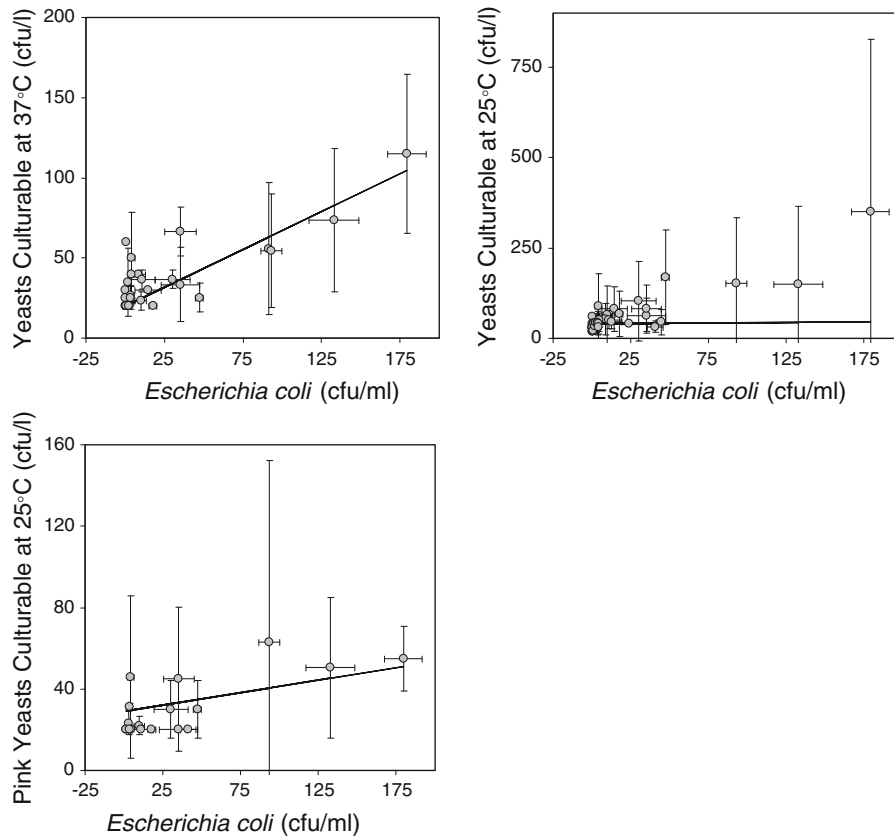 Yeasts Culturable at 37°C (cfu/l)
200
150
100
50
0
-25 25 75 125 175
Escherichia coli (cfu/ml)
Yeasts Culturable at 25°C (cfu/l)
750
500
250
0
-25 25 75 125 175
Escherichia coli (cfu/ml)
Pink Yeasts Culturable at 25°C (cfu/l)
160
120
80
40
0
-25 25 75 125 175
Escherichia coli (cfu/ml)